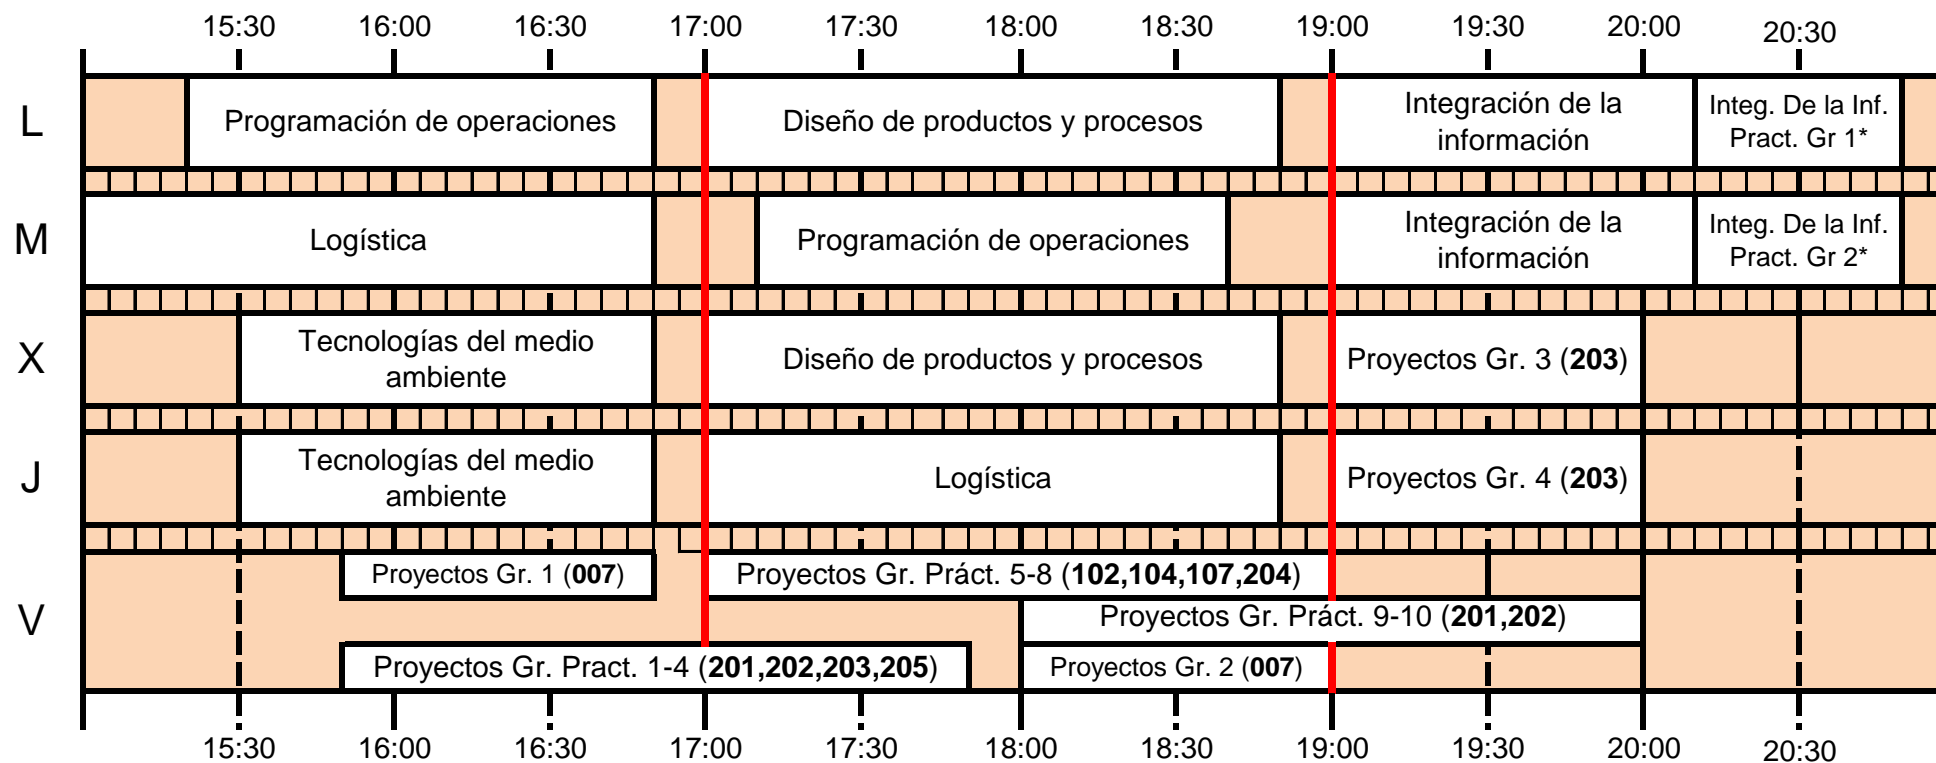 15:30 16:00 16:30 17:00 17:30 18:00 18:30 19:00 19:30 20:00 20:30
L
Programación de operaciones
Diseño de productos y procesos
Integración de la
información
Integ. De la Inf.
Pract. Gr 1*
M
Logística
Programación de operaciones
Integración de la
información
Integ. De la Inf.
Pract. Gr 2*
X
Tecnologías del medio
ambiente
Diseño de productos y procesos
Proyectos Gr. 3 (203)
J
Tecnologías del medio
ambiente
Logística
Proyectos Gr. 4 (203)
V
Proyectos Gr. 1 (007)
Proyectos Gr. Práct. 5-8 (102,104,107,204)
Proyectos Gr. Práct. 9-10 (201,202)
Proyectos Gr. Pract. 1-4 (201,202,203,205)
Proyectos Gr. 2 (007)
15:30 16:00 16:30 17:00 17:30 18:00 18:30 19:00 19:30 20:00 20:30